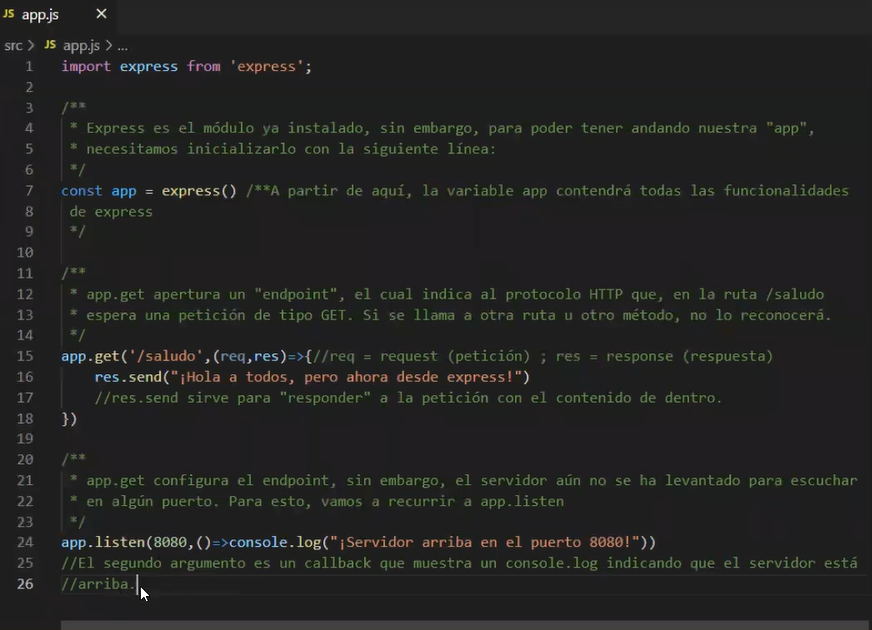 JS app.js ×
src > JS app.js > ...
1 import express from 'express';
2
3 /**
4 * Express es el módulo ya instalado, sin embargo, para poder tener andando nuestra "app",
5 * necesitamos inicializarlo con la siguiente línea:
6 */
7 const app = express() /**A partir de aquí, la variable app contendrá todas las funcionalidades
8 de express
9 */
10
11 /**
12 * app.get apertura un "endpoint", el cual indica al protocolo HTTP que, en la ruta /saludo
13 * espera una petición de tipo GET. Si se llama a otra ruta u otro método, no lo reconocerá.
14 */
15 app.get('/saludo',(req,res)=>{//req = request (petición) ; res = response (respuesta)
16 res.send("¡Hola a todos, pero ahora desde express!")
17 //res.send sirve para "responder" a la petición con el contenido de dentro.
18 })
19
20 /**
21 * app.get configura el endpoint, sin embargo, el servidor aún no se ha levantado para escuchar
22 * en algún puerto. Para esto, vamos a recurrir a app.listen
23 */
24 app.listen(8080,()=>console.log("¡Servidor arriba en el puerto 8080!"))
25 //El segundo argumento es un callback que muestra un console.log indicando que el servidor está
26 //arriba.